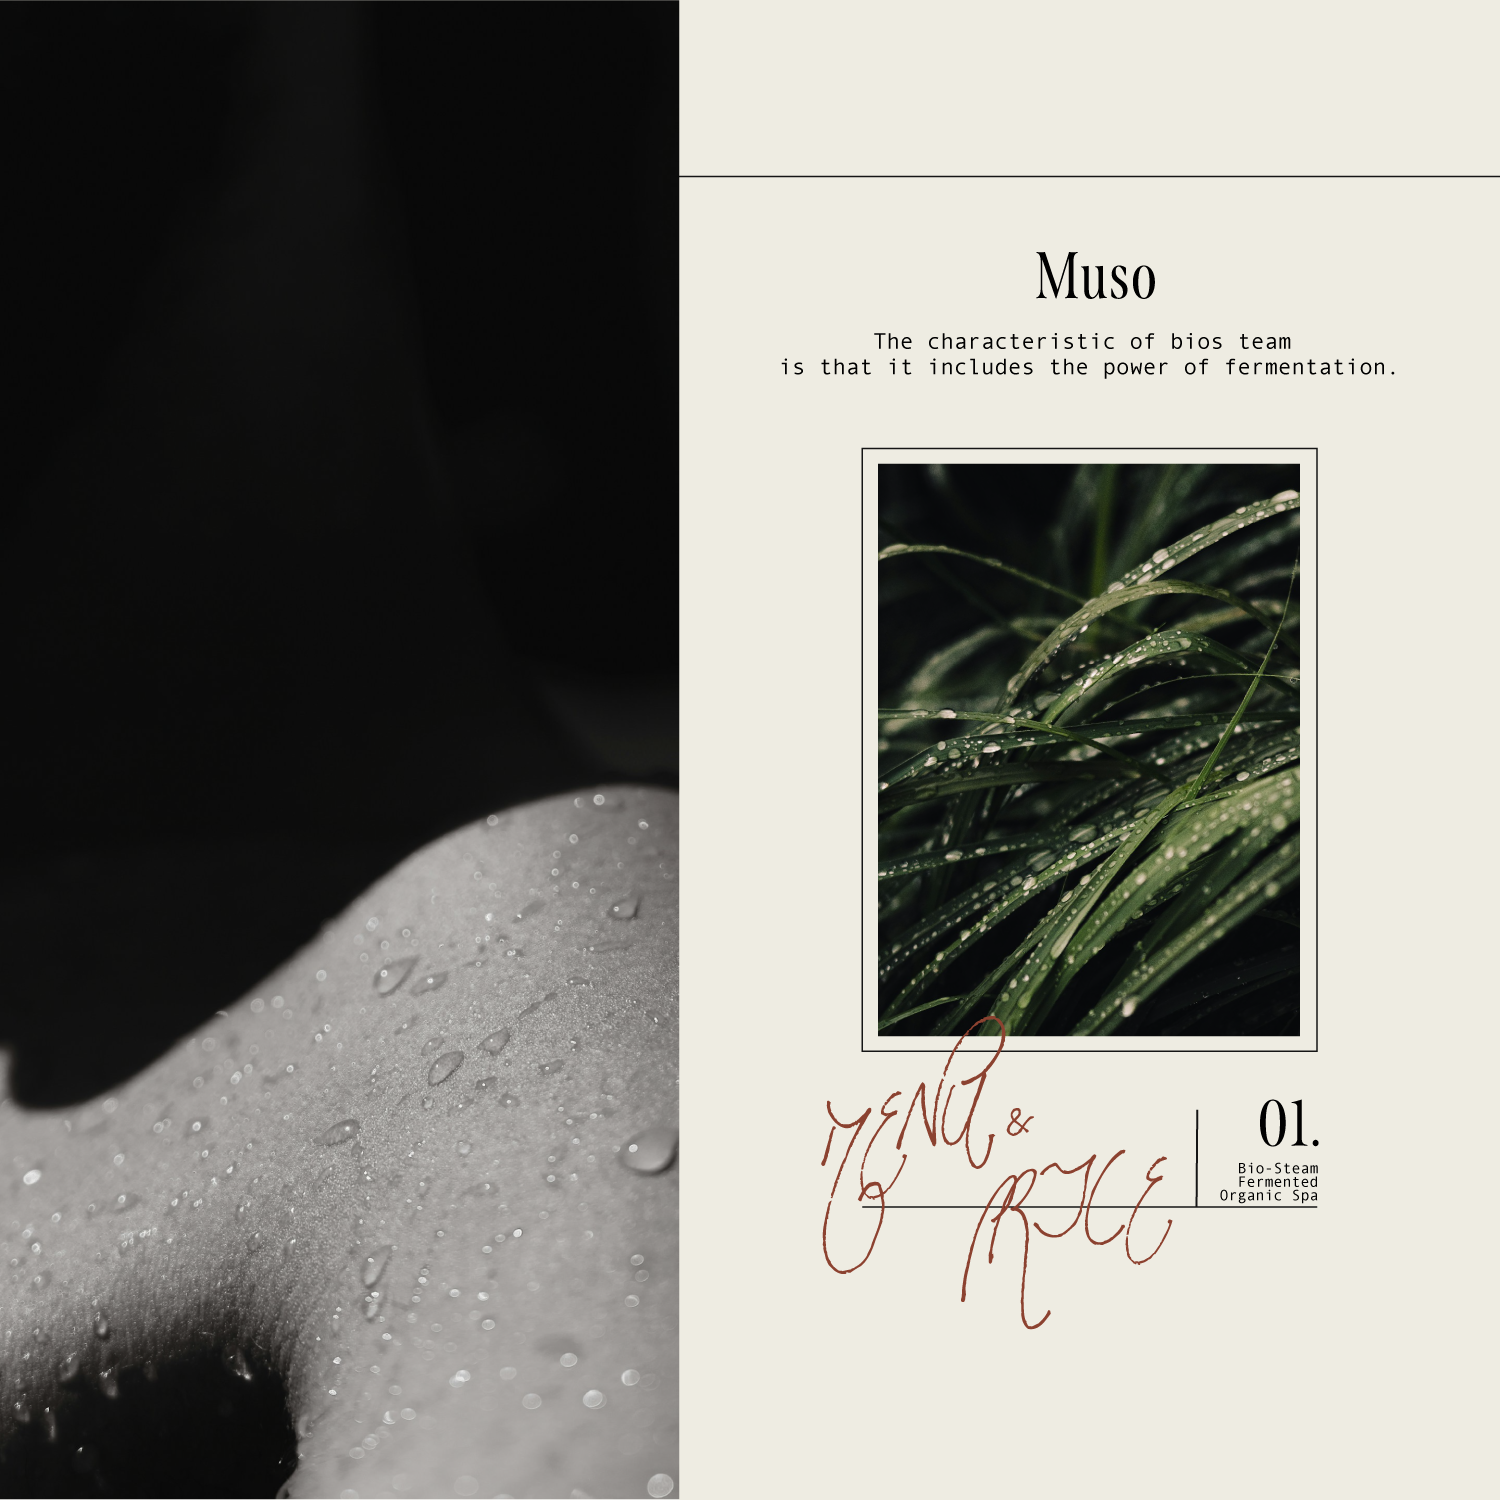 Muso
The characteristic of bios team
is that it includes the power of fermentation.
&
RYCE
01.
Bio-Steam
Fermented
Organic Spa